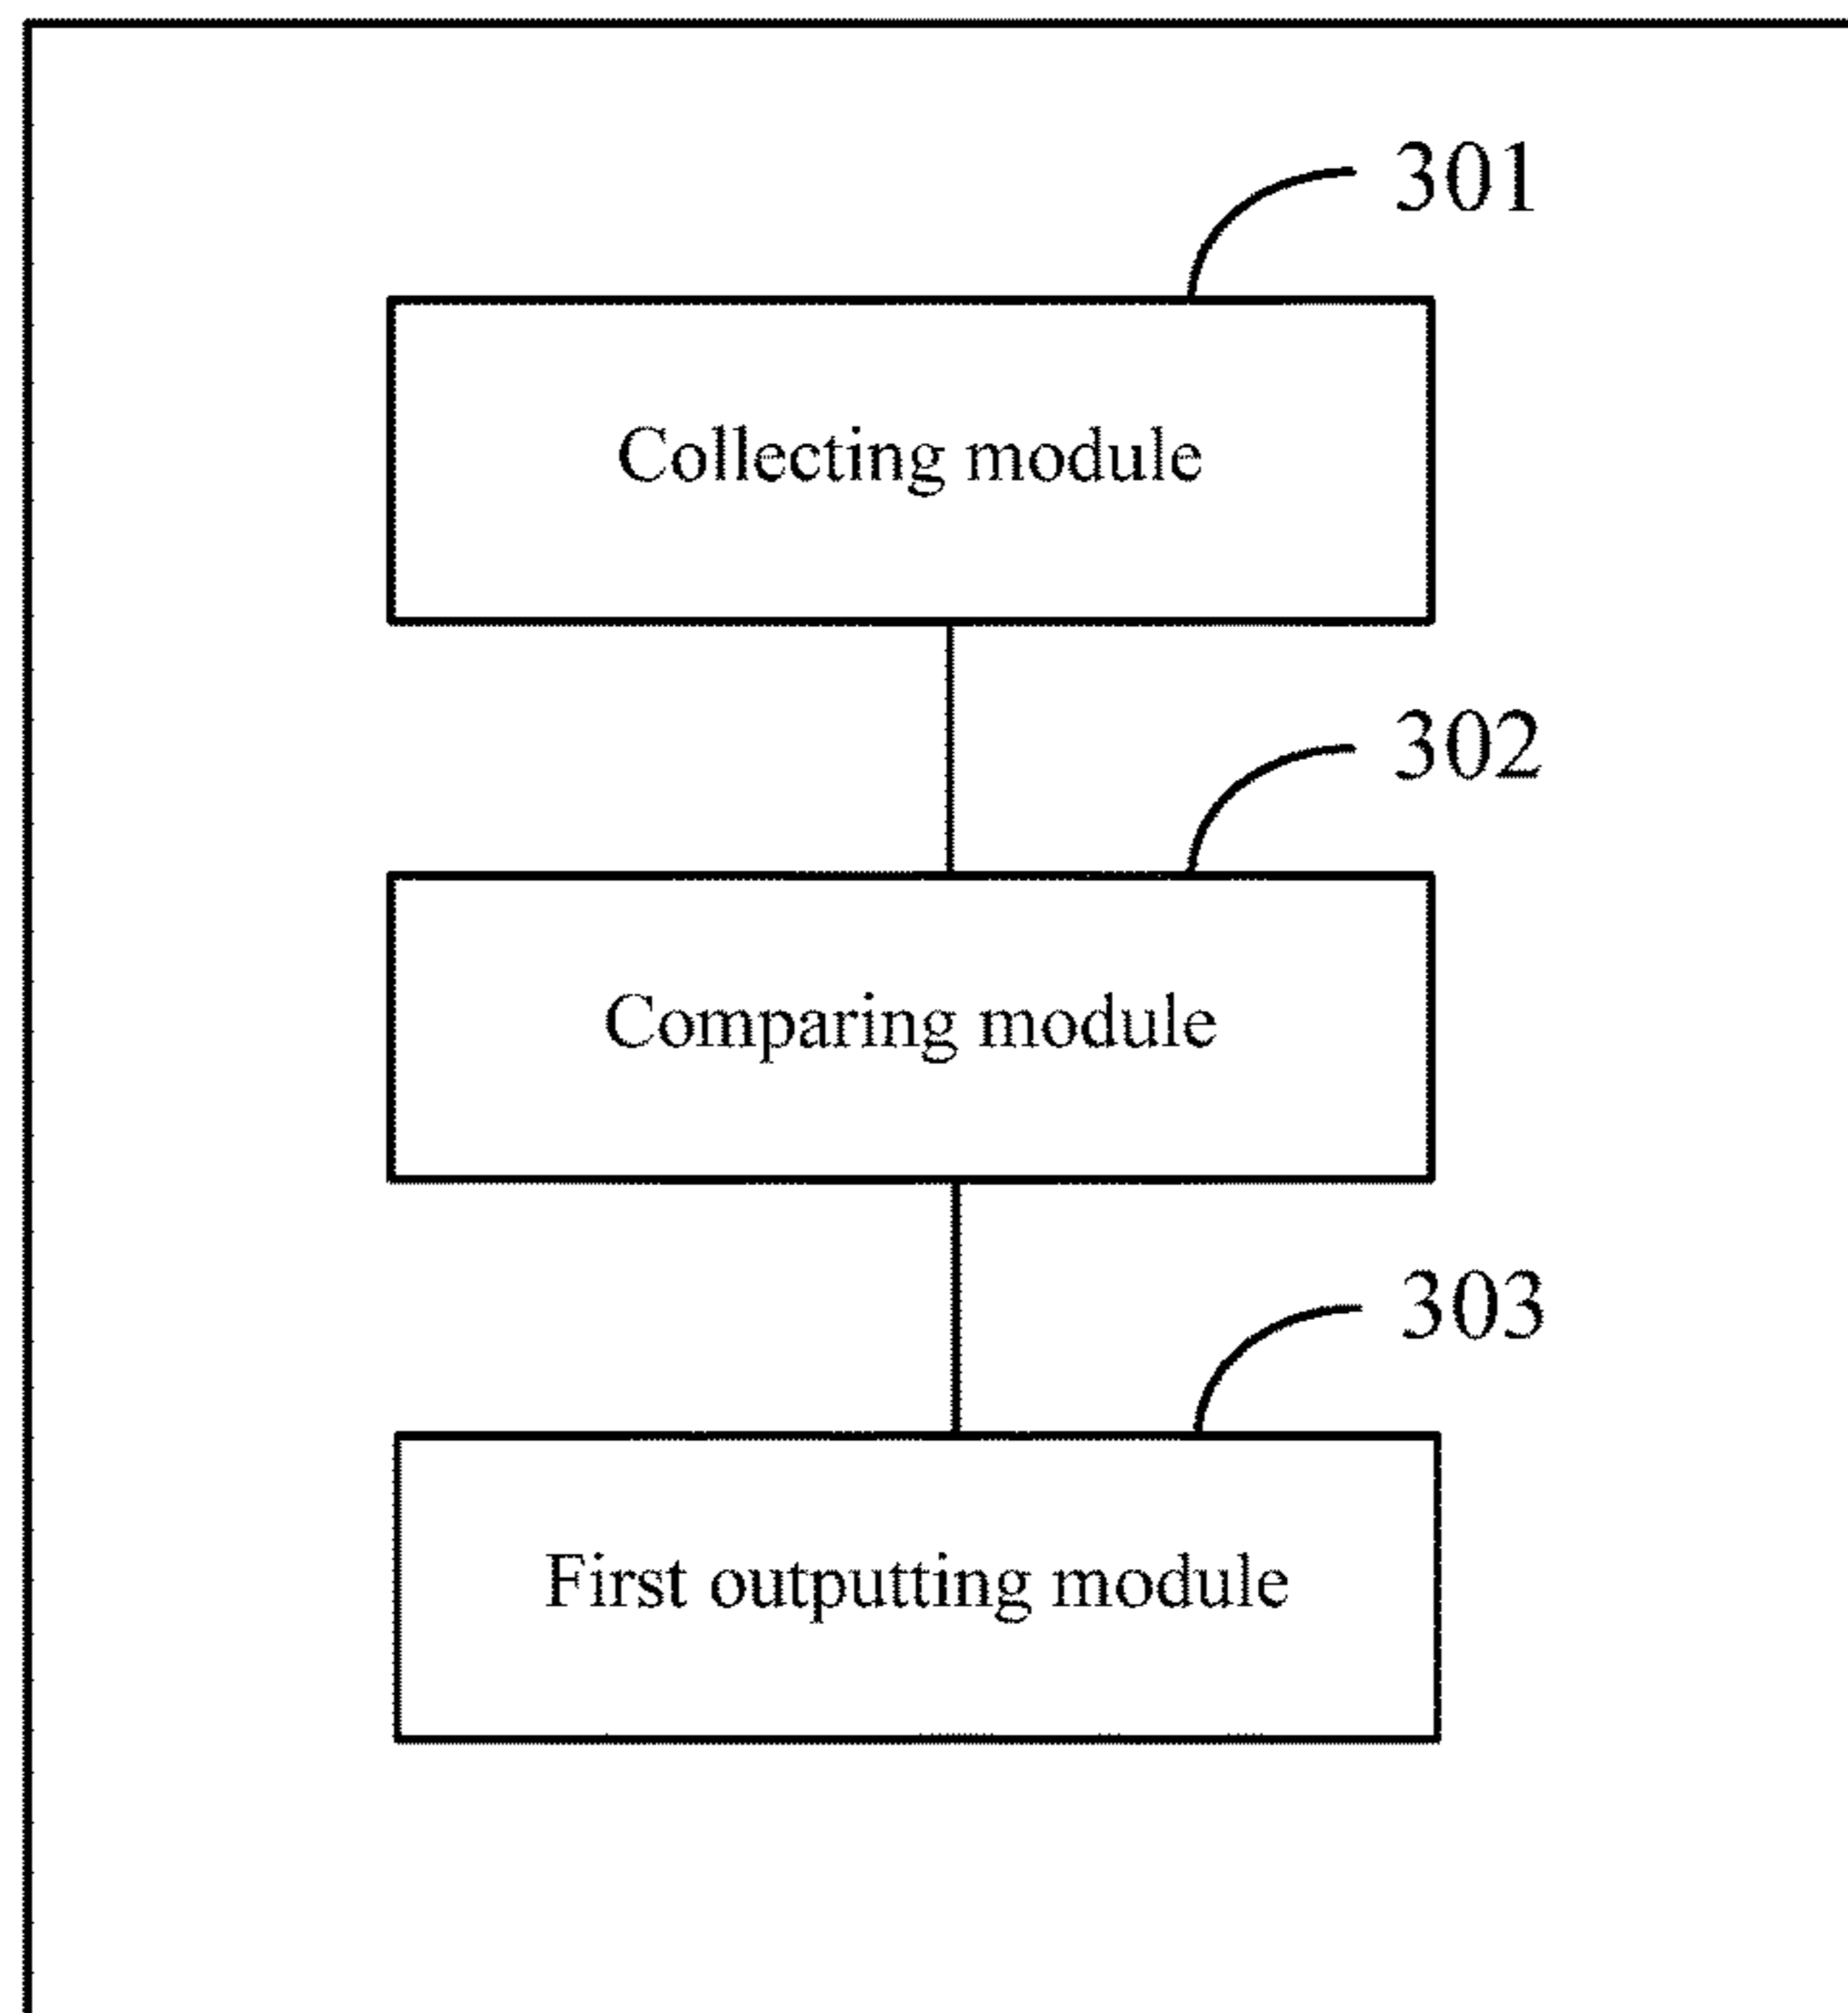 301
Collecting module
302
Comparing module
303
First outputting module